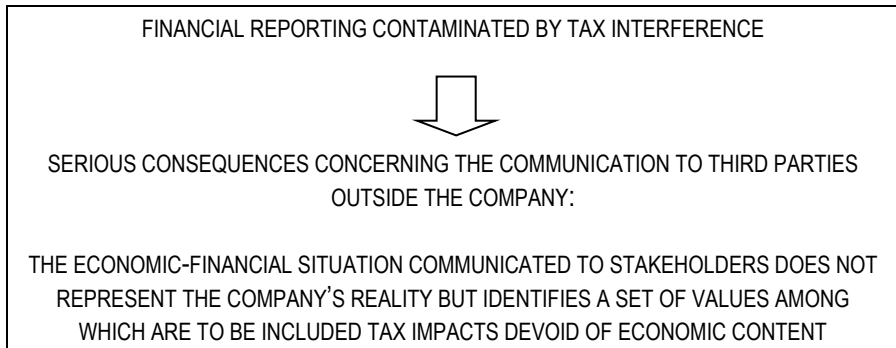 FINANCIAL REPORTING CONTAMINATED BY TAX INTERFERENCE
SERIOUS CONSEQUENCES CONCERNING THE COMMUNICATION TO THIRD PARTIES
OUTSIDE THE COMPANY:
THE ECONOMIC-FINANCIAL SITUATION COMMUNICATED TO STAKEHOLDERS DOES NOT
REPRESENT THE COMPANY'S REALITY BUT IDENTIFIES A SET OF VALUES AMONG
WHICH ARE TO BE INCLUDED TAX IMPACTS DEVOID OF ECONOMIC CONTENT